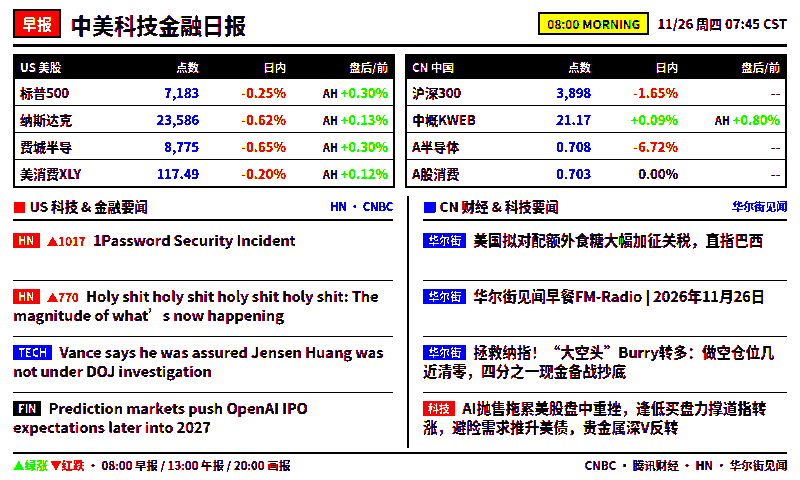 早报 中美科技金融日报 08:00 MORNING 11/26 周四 07:45 CST
US 美股 点数 日内 盘后/前
标普500 7,183 -0.25% AH +0.30%
纳斯达克 23,586 -0.62% AH +0.13%
费城半导 8,775 -0.65% AH +0.30%
美消费XLY 117.49 -0.20% AH +0.12%
CN 中国 点数 日内 盘后/前
沪深300 3,898 -1.65% --
中概KWEB 21.17 +0.09% AH +0.80%
A半导体 0.708 -6.72% --
A股消费 0.703 0.00% --
US 科技 & 金融要闻 HN · CNBC
HN ▲1017 1Password Security Incident
HN ▲770 Holy shit holy shit holy shit holy shit: The
magnitude of what’s now happening
TECH Vance says he was assured Jensen Huang was
not under DOJ investigation
FIN Prediction markets push OpenAI IPO
expectations later into 2027
CN 财经 & 科技要闻 华尔街见闻
华尔街 美国拟对配额外食糖大幅加征关税，直指巴西
华尔街 华尔街见闻早餐FM-Radio | 2026年11月26日
华尔街 拯救纳指！“大空头”Burry转多：做空仓位几
近清零，四分之一现金备战抄底
科技 AI抛售拖累美股盘中重挫，逢低买盘力撑道指转
涨，避险需求推升美债，贵金属深V反转
▲绿涨 ▼红跌 · 08:00 早报 / 13:00 午报 / 20:00 画报 CNBC · 腾讯财经 · HN · 华尔街见闻